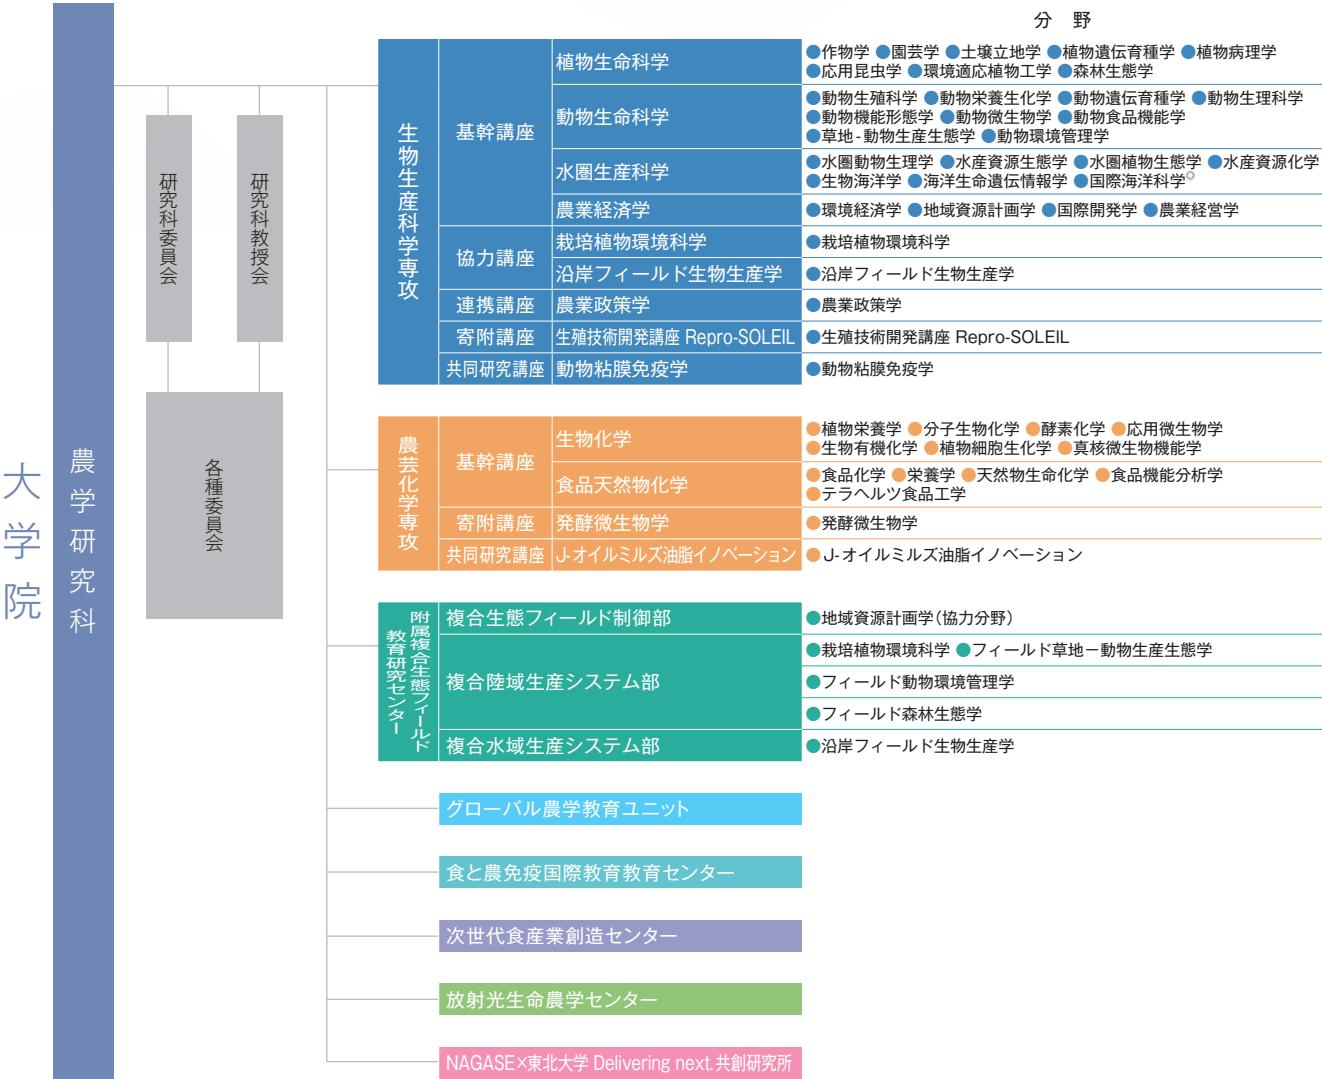 大学院
農学研究科
研究科委員会
研究科教授会
各種委員会
分 野
生物生産科学専攻
基幹講座
植物生命科学
●作物学 ●園芸学 ●土壌立地学 ●植物遺伝育種学 ●植物病理学
●応用昆虫学 ●環境適応植物工学 ●森林生態学
動物生命科学
●動物生殖科学 ●動物栄養生化学 ●動物遺伝育種学 ●動物生理科学
●動物機能形態学 ●動物微生物学 ●動物食品機能学
●草地-動物生産生態学 ●動物環境管理学
水圏生産科学
●水圏動物生理学 ●水産資源生態学 ●水圏植物生態学 ●水産資源化学
●生物海洋学 ●海洋生命遺伝情報学 ●国際海洋科学◎
農業経済学
●環境経済学 ●地域資源計画学 ●国際開発学 ●農業経営学
協力講座
栽培植物環境科学
●栽培植物環境科学
沿岸フィールド生物生産学
●沿岸フィールド生物生産学
連携講座
農業政策学
●農業政策学
寄附講座
生殖技術開発講座 Repro-SOLEIL
●生殖技術開発講座 Repro-SOLEIL
共同研究講座
動物粘膜免疫学
●動物粘膜免疫学
農芸化学専攻
基幹講座
生物化学
●植物栄養学 ●分子生物化学 ●酵素化学 ●応用微生物学
●生物有機化学 ●植物細胞生化学 ●真核微生物機能学
食品天然物化学
●食品化学 ●栄養学 ●天然物生命化学 ●食品機能分析学
●テラヘルツ食品工学
寄附講座
発酵微生物学
●発酵微生物学
共同研究講座
J-オイルミルズ油脂イノベーション
●J-オイルミルズ油脂イノベーション
附属複合生態フィールド
教育研究センター
複合生態フィールド制御部
●地域資源計画学(協力分野)
複合陸域生産システム部
●栽培植物環境科学 ●フィールド草地－動物生産生態学
●フィールド動物環境管理学
●フィールド森林生態学
複合水域生産システム部
●沿岸フィールド生物生産学
グローバル農学教育ユニット
食と農免疫国際教育教育センター
次世代食産業創造センター
放射光生命農学センター
NAGASE×東北大学 Delivering next.共創研究所